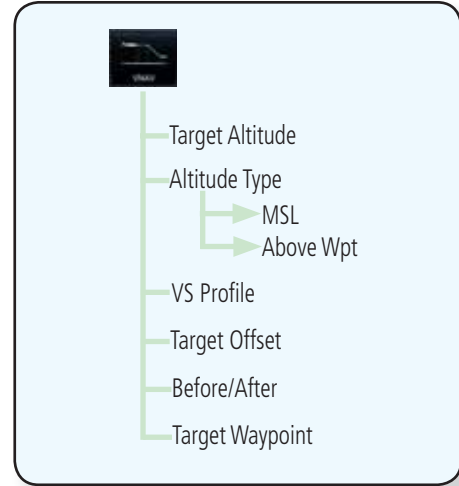 VNAV
Target Altitude
Altitude Type
MSL
Above Wpt
VS Profile
Target Offset
Before/After
Target Waypoint